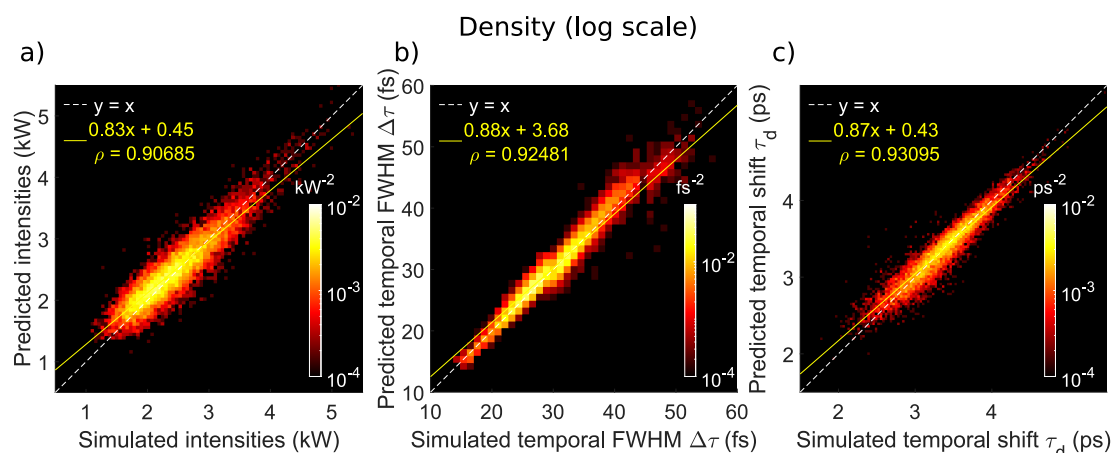 Density (log scale)
a)
y = x
0.83x + 0.45
ρ = 0.90685
kW-2
10-2
10-3
10-4
5
4
3
2
1
Predicted intensities (kW)
1 2 3 4 5
Simulated intensities (kW)
b)
y = x
0.88x + 3.68
ρ = 0.92481
fs-2
10-2
10-4
60
50
40
30
20
10
Predicted temporal FWHM Δτ (fs)
10 20 30 40 50 60
Simulated temporal FWHM Δτ (fs)
c)
y = x
0.87x + 0.43
ρ = 0.93095
ps-2
10-2
10-3
10-4
4
3
2
Predicted temporal shift τd (ps)
2 3 4
Simulated temporal shift τd (ps)